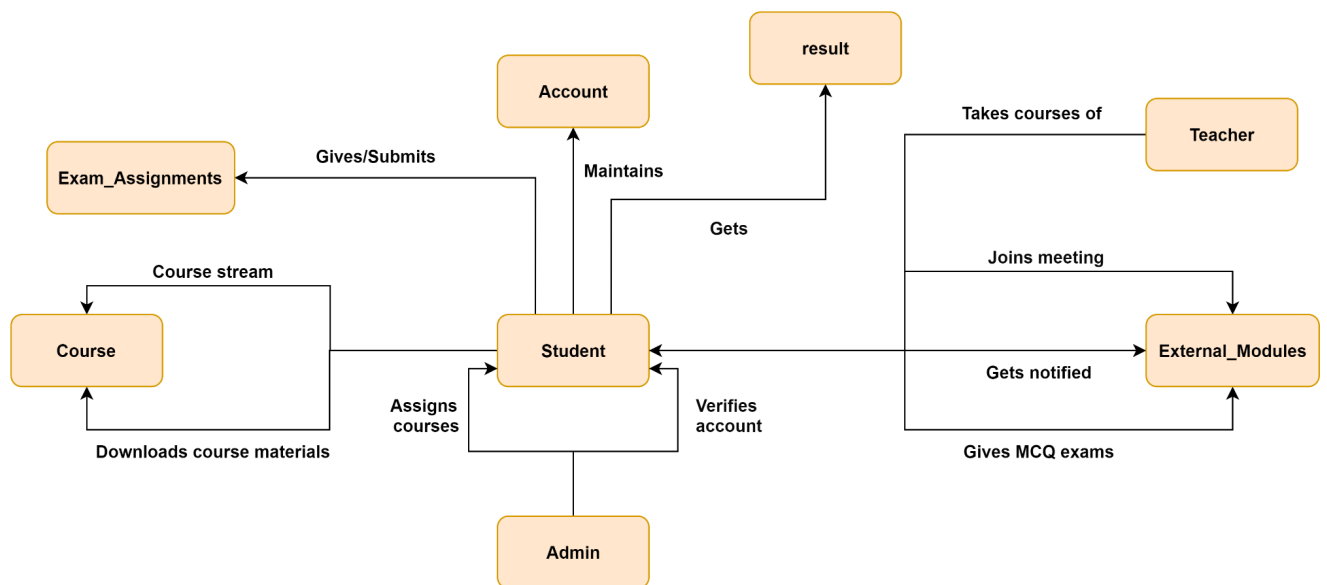 result
Account
Takes courses of
Teacher
Gives/Submits
Exam_Assignments
Maintains
Gets
Course stream
Joins meeting
Course
Student
External_Modules
Gets notified
Assigns
courses
Verifies
account
Downloads course materials
Gives MCQ exams
Admin